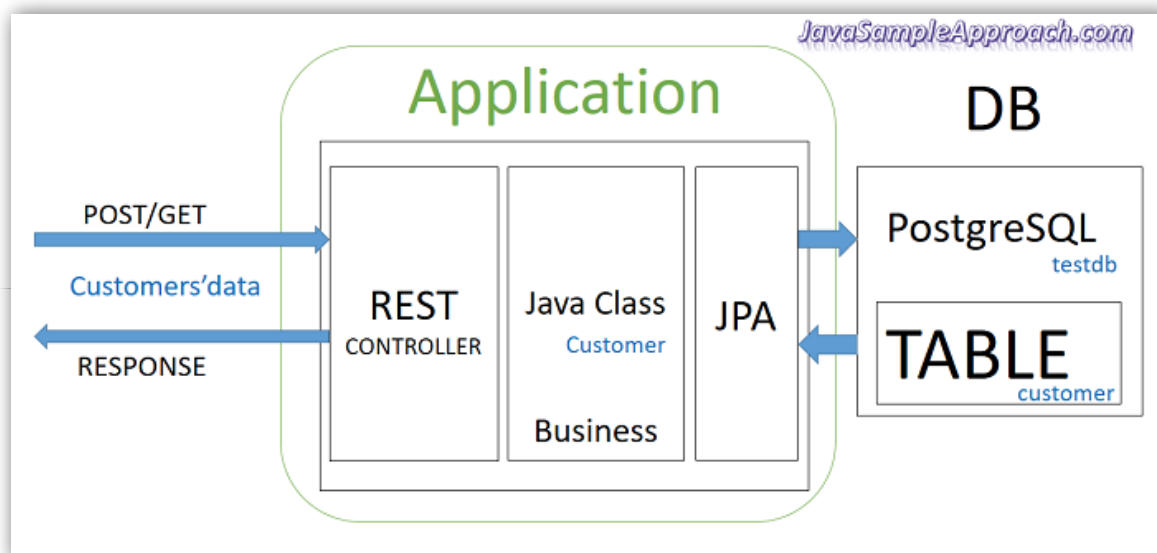 JavaSampleApproach.com
Application
DB
POST/GET
Customers'data
RESPONSE
REST
CONTROLLER
Java Class
Customer
Business
JPA
PostgreSQL
testdb
TABLE
customer